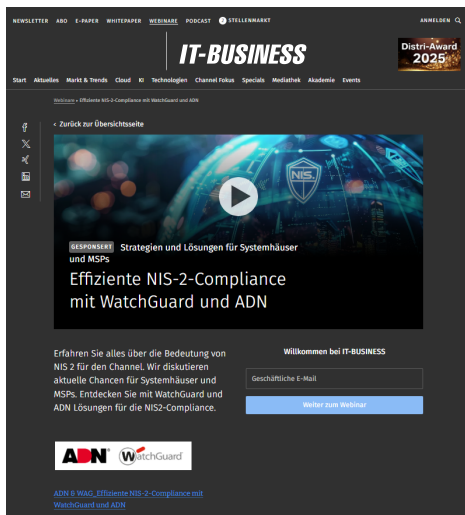 NEWSLETTER ABO E-PAPER WHITEPAPER WEBINARE PODCAST STELLENMARKT ANMELDEN
IT-BUSINESS
Distri-Award
2025
Start Aktuelles Markt & Trends Cloud KI Technologien Channel Fokus Specials Mediathek Akademie Events
Webinare » Effiziente NIS-2-Compliance mit WatchGuard und ADN
‹ Zurück zur Übersichtsseite
NIS.
GESPONSERT Strategien und Lösungen für Systemhäuser
und MSPs
Effiziente NIS-2-Compliance
mit WatchGuard und ADN
Erfahren Sie alles über die Bedeutung von
NIS 2 für den Channel. Wir diskutieren
aktuelle Chancen für Systemhäuser und
MSPs. Entdecken Sie mit WatchGuard und
ADN Lösungen für die NIS2-Compliance.
Willkommen bei IT-BUSINESS
Geschäftliche E-Mail
Weiter zum Webinar
ADN® WatchGuard
ADN & WAG_Effiziente NIS-2-Compliance mit
WatchGuard und ADN